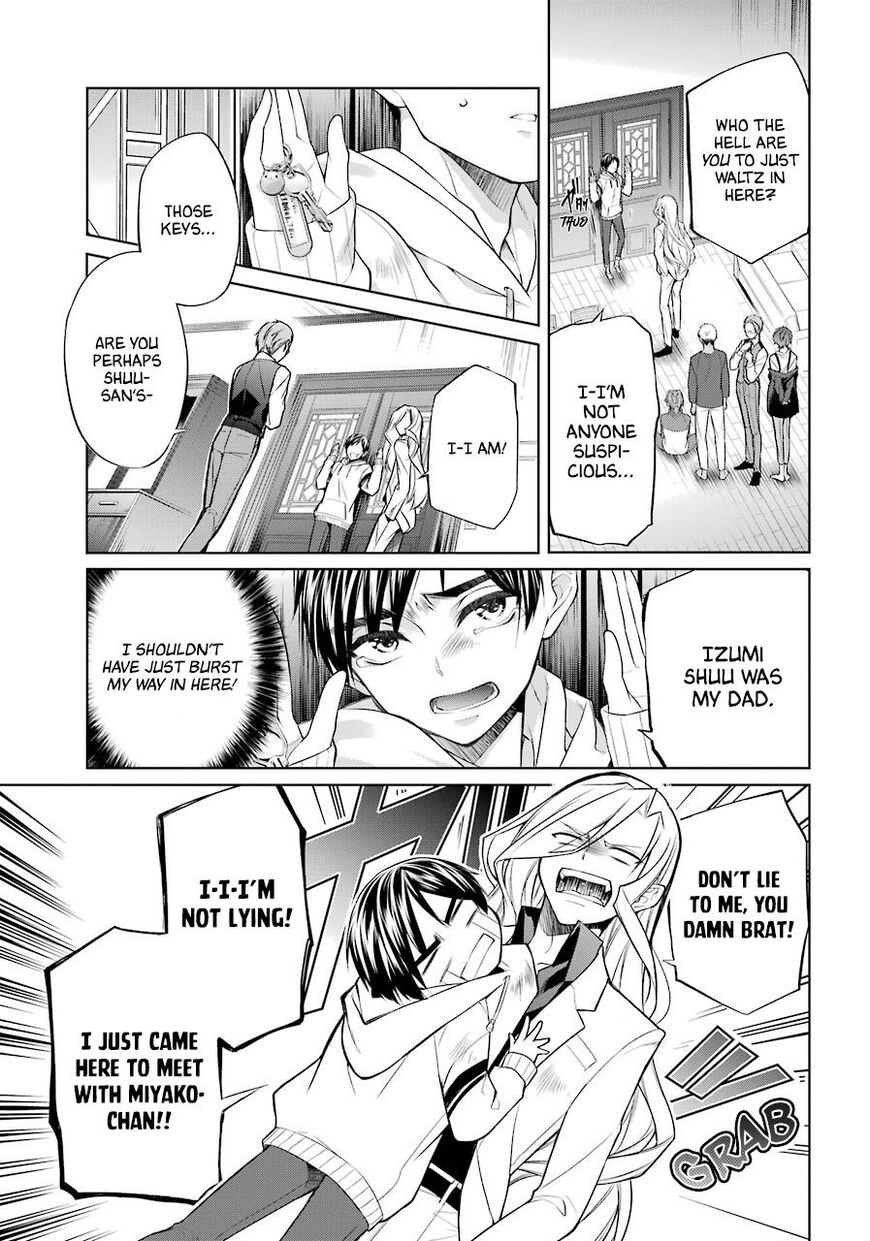 WHO THE
HELL ARE
YOU TO JUST
WALTZ IN
HERE?
THUD
I-I'M
NOT
ANYONE
SUSPI-
CIOUS...
THOSE
KEYS...
ARE YOU
PERHAPS
SHUU-
SAN'S-
I-I AM!
IZUMI
SHUU WAS
MY DAD.
I SHOULDN'T
HAVE JUST BURST
MY WAY IN HERE!
DON'T LIE
TO ME, YOU
DAMN BRAT!
GRAB
I-I-I'M
NOT LYING!
I JUST CAME
HERE TO MEET
WITH MIYAKO-
CHAN!!